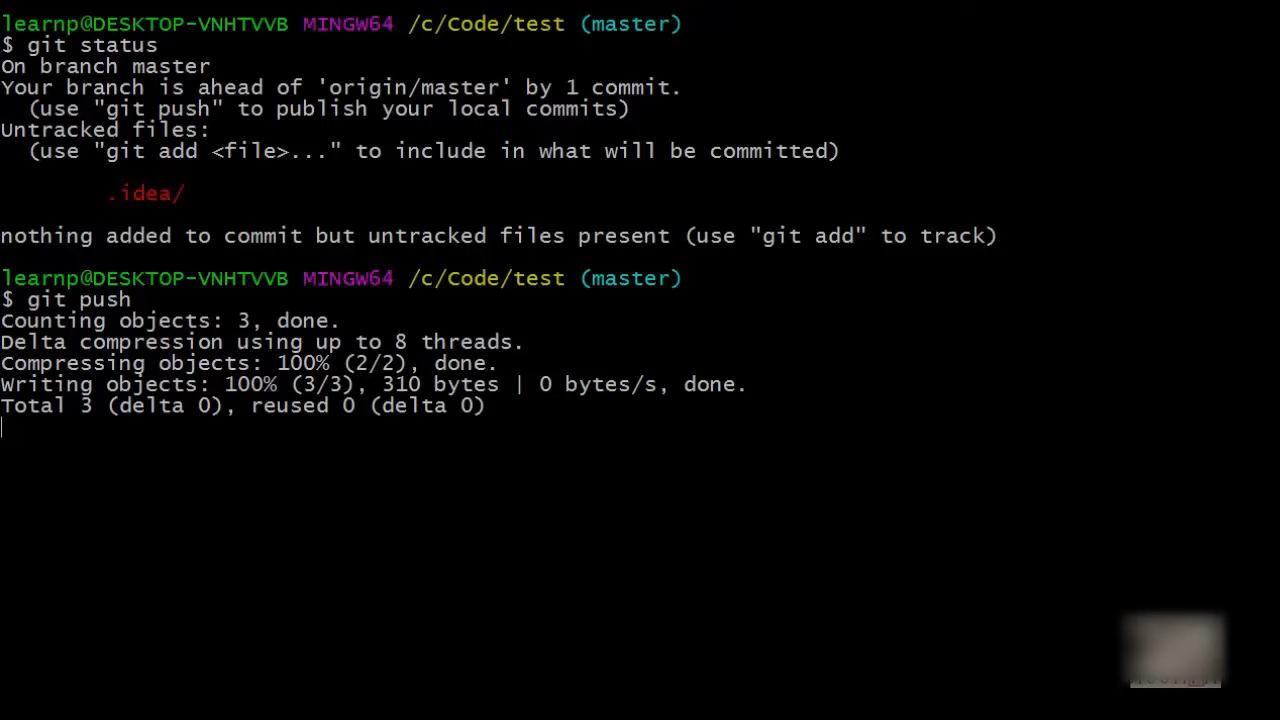 learnp@DESKTOP-VNHTVVB MINGW64 /c/Code/test (master)
$ git status
On branch master
Your branch is ahead of 'origin/master' by 1 commit.
  (use "git push" to publish your local commits)
Untracked files:
  (use "git add <file>..." to include in what will be committed)
        .idea/
nothing added to commit but untracked files present (use "git add" to track)
learnp@DESKTOP-VNHTVVB MINGW64 /c/Code/test (master)
$ git push
Counting objects: 3, done.
Delta compression using up to 8 threads.
Compressing objects: 100% (2/2), done.
Writing objects: 100% (3/3), 310 bytes | 0 bytes/s, done.
Total 3 (delta 0), reused 0 (delta 0)